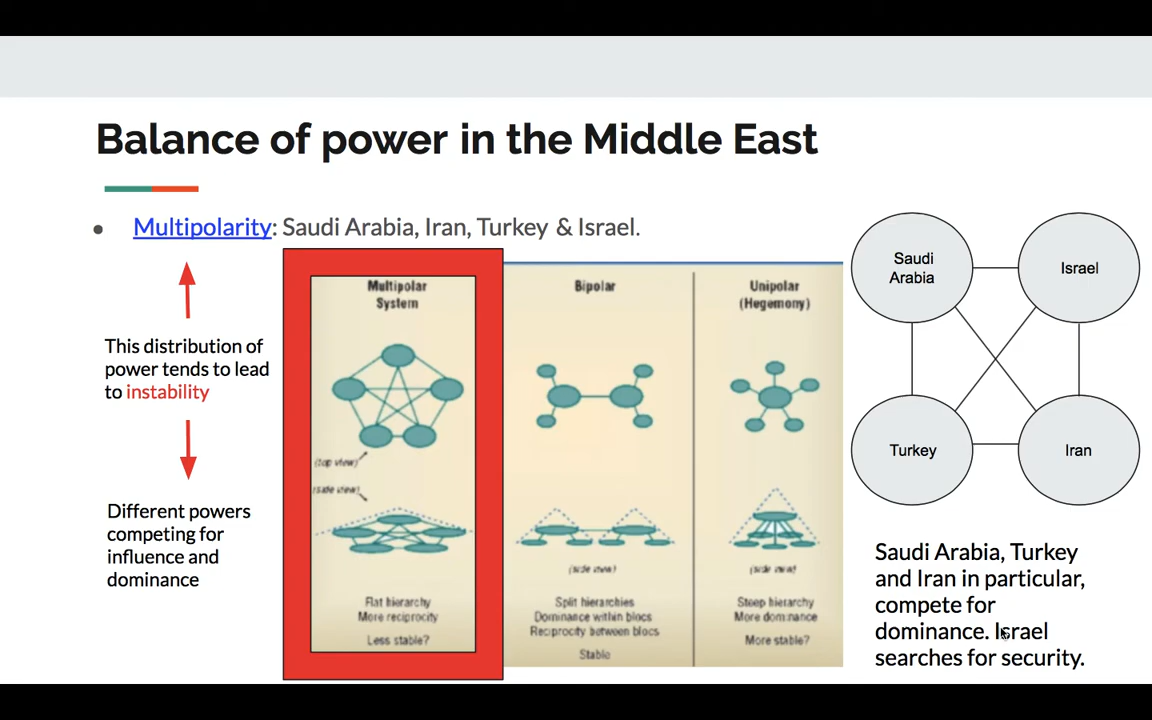 Balance of power in the Middle East
● Multipolarity: Saudi Arabia, Iran, Turkey & Israel.
This distribution of
power tends to lead
to instability
Different powers
competing for
influence and
dominance
Multipolar
System
(top view)
(side view)
Flat hierarchy
More reciprocity
Less stable?
Bipolar
(side view)
Split hierarchies
Dominance within blocs
Reciprocity between blocs
Stable
Unipolar
(Hegemony)
(side view)
Steep hierarchy
More dominance
More stable?
Saudi
Arabia
Israel
Turkey
Iran
Saudi Arabia, Turkey
and Iran in particular,
compete for
dominance. Israel
searches for security.